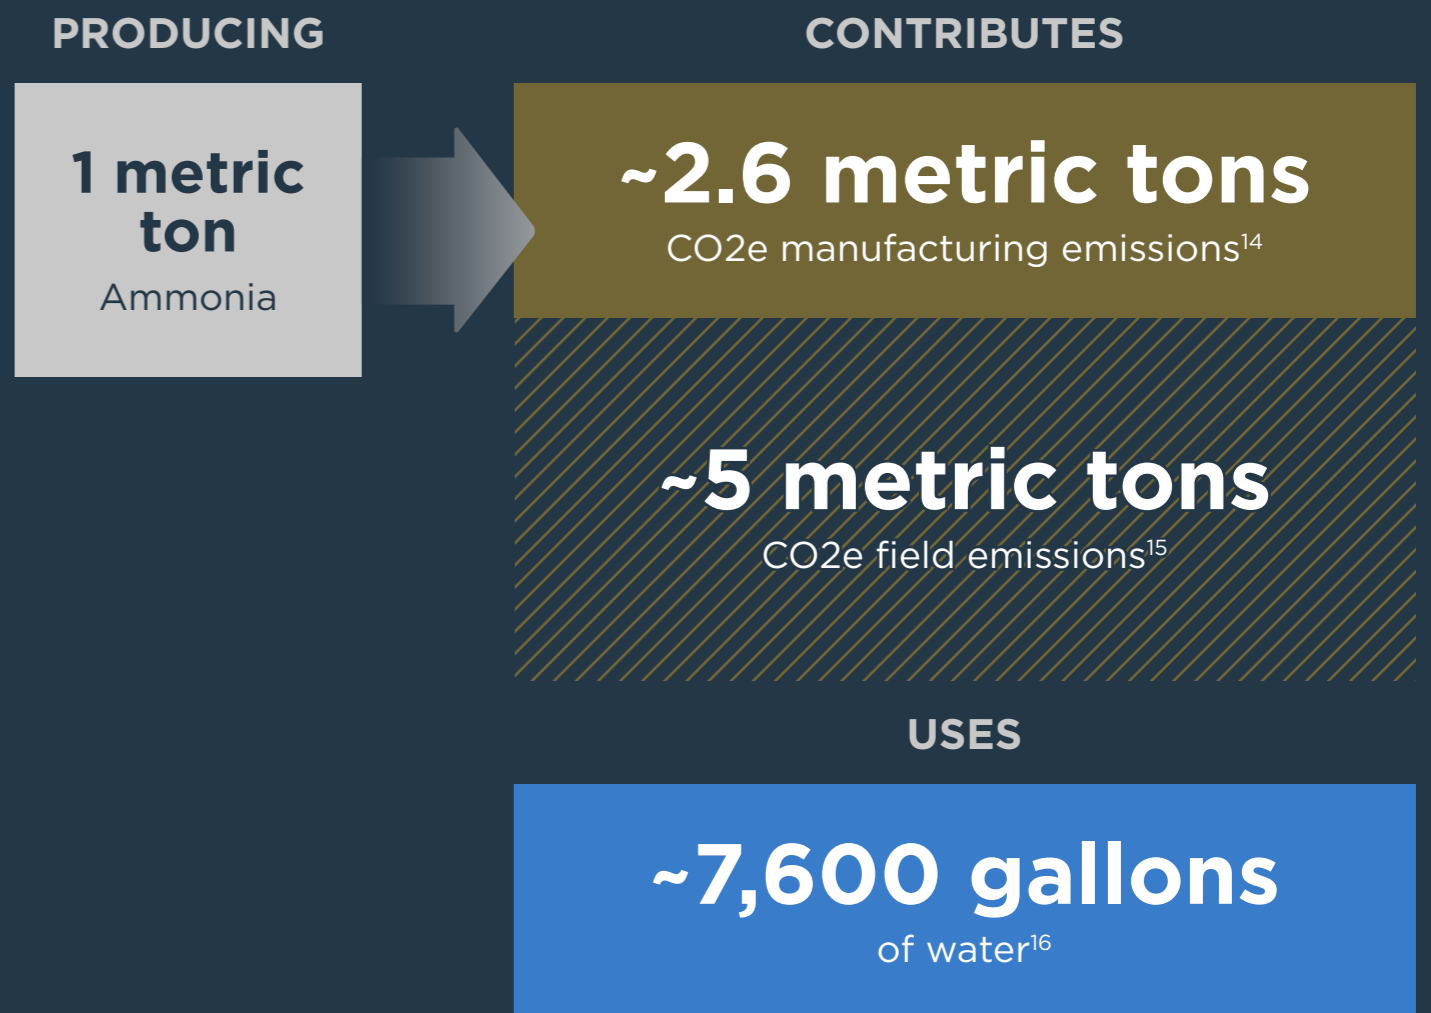 PRODUCING
1 metric
ton
Ammonia
CONTRIBUTES
~2.6 metric tons
CO2e manufacturing emissions14
~5 metric tons
CO2e field emissions15
USES
~7,600 gallons
of water16